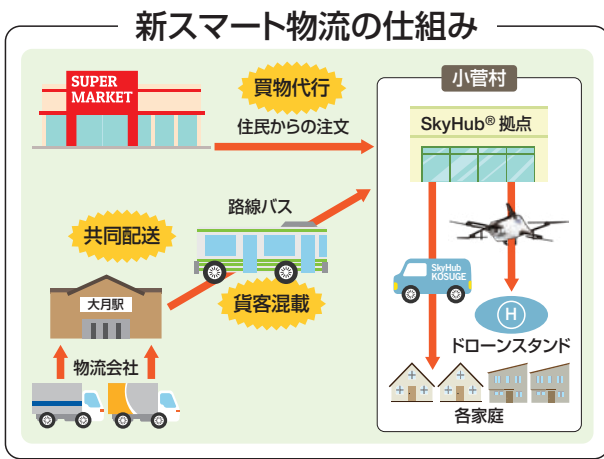 新スマート物流の仕組み
SUPER
MARKET
買物代行
住民からの注文
小菅村
SkyHub® 拠点
路線バス
共同配送
貨客混載
大月駅
物流会社
SkyHub
KOSUGE
H
ドローンスタンド
各家庭